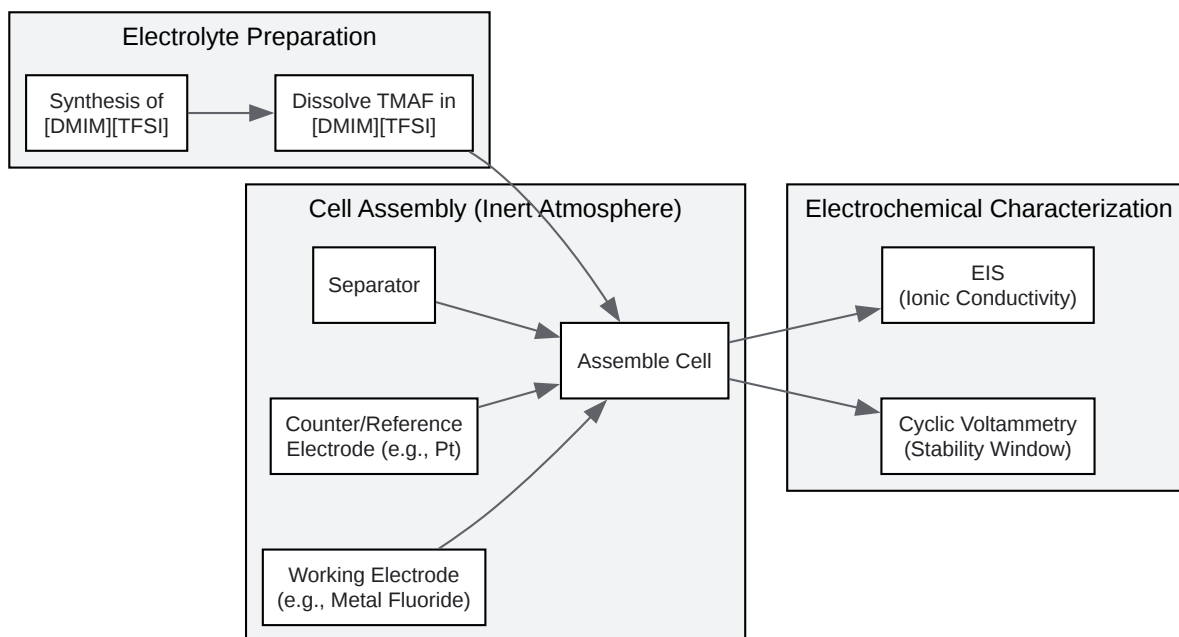 Electrolyte Preparation
Synthesis of
[DMIM][TFSI]
Dissolve TMAF in
[DMIM][TFSI]
Cell Assembly (Inert Atmosphere)
Separator
Counter/Reference
Electrode (e.g., Pt)
Working Electrode
(e.g., Metal Fluoride)
Assemble Cell
Electrochemical Characterization
EIS
(Ionic Conductivity)
Cyclic Voltammetry
(Stability Window)